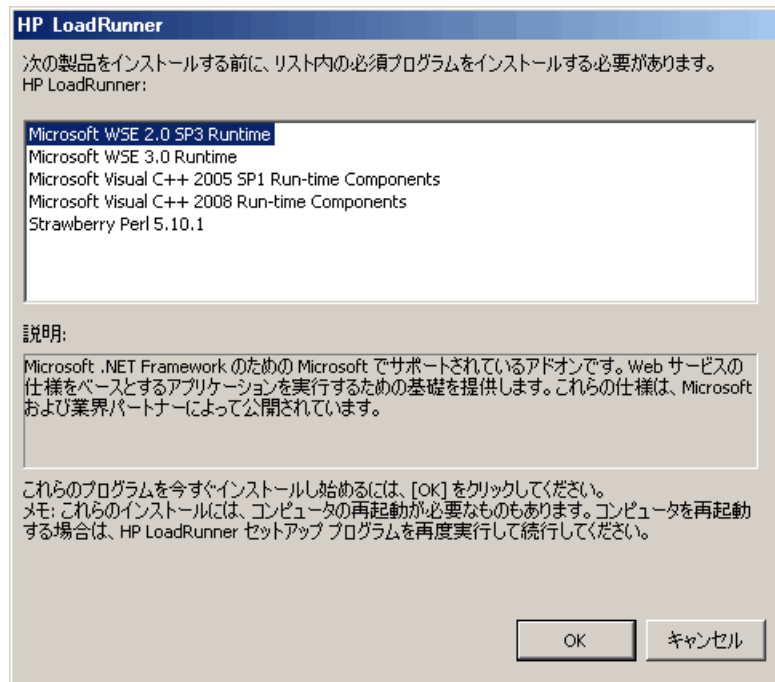 HP LoadRunner
次の製品をインストールする前に、リスト内の必須プログラムをインストールする必要があります。
HP LoadRunner:
Microsoft WSE 2.0 SP3 Runtime
Microsoft WSE 3.0 Runtime
Microsoft Visual C++ 2005 SP1 Run-time Components
Microsoft Visual C++ 2008 Run-time Components
Strawberry Perl 5.10.1
説明:
Microsoft .NET Framework のための Microsoft でサポートされているアドオンです。Web サービスの
仕様をベースとするアプリケーションを実行するための基礎を提供します。これらの仕様は、Microsoft
および業界パートナーによって公開されています。
これらのプログラムを今すぐインストールし始めるには、[OK] をクリックしてください。
メモ: これらのインストールには、コンピュータの再起動が必要なものもあります。コンピュータを再起動
する場合は、HP LoadRunner セットアップ プログラムを再度実行して続行してください。
OK
キャンセル